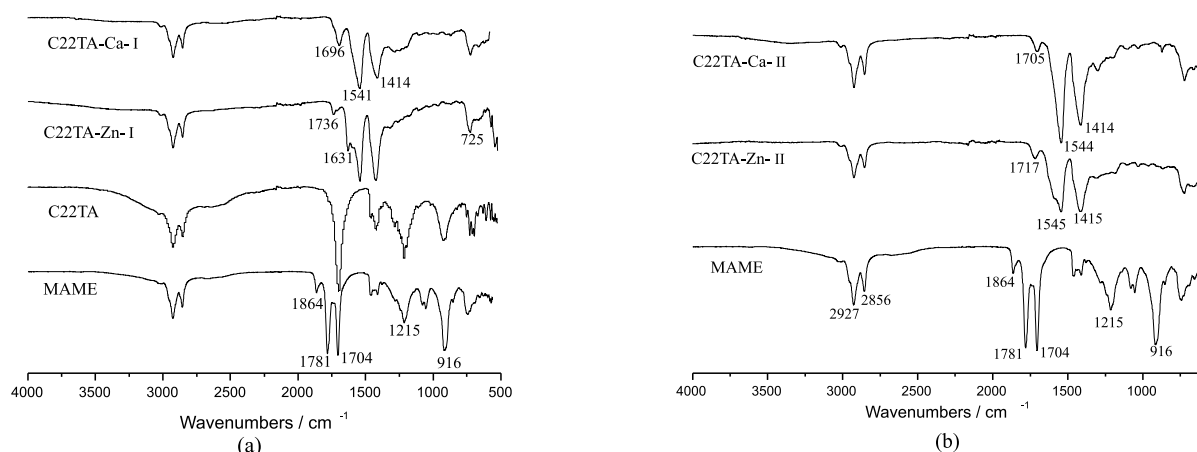 C22TA-Ca- I
1696
1414
1541
C22TA-Zn- I
1736
725
1631
C22TA
MAME
1864
1215
1781
1704
916
4000 3500 3000 2500 2000 1500 1000 500
Wavenumbers / cm -1
(a)
C22TA-Ca- II
1705
1414
1544
C22TA-Zn- II
1717
1545
1415
MAME
1864
2856
2927
1215
1781
1704
916
4000 3500 3000 2500 2000 1500 1000
Wavenumbers / cm -1
(b)